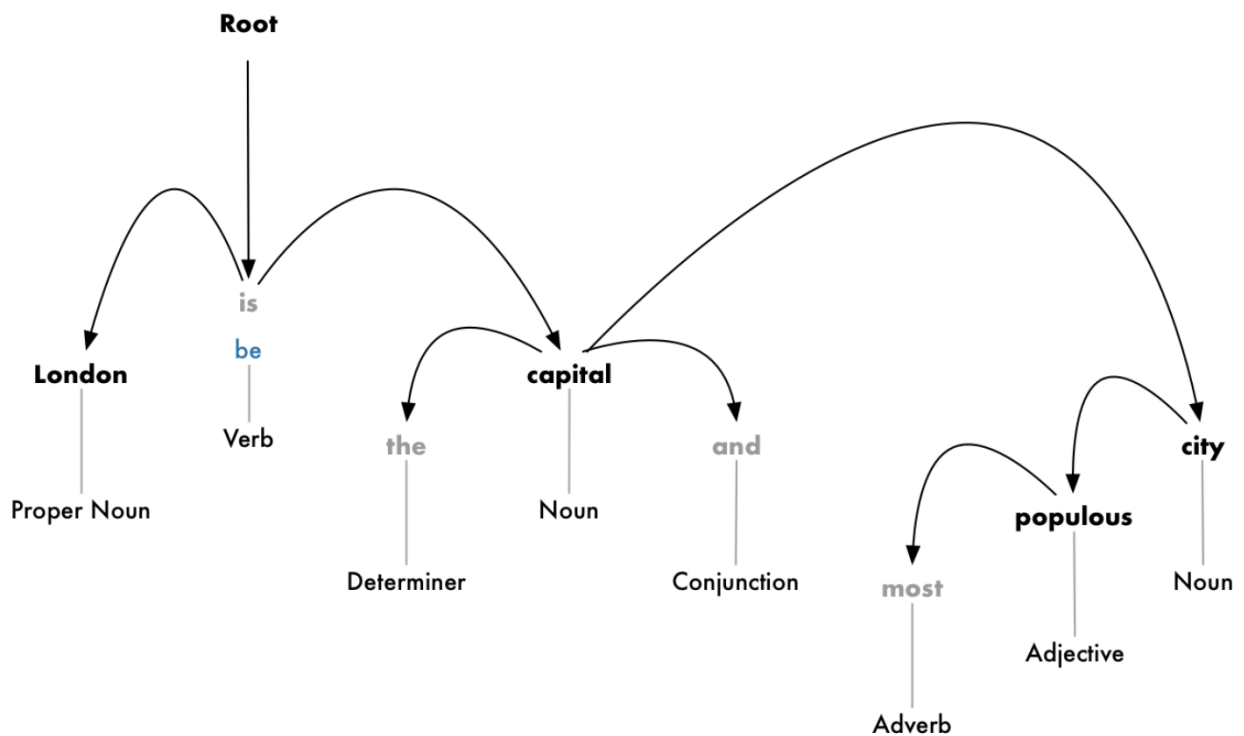 Root
is
be
London
Verb
capital
the
and
city
Proper Noun
Noun
populous
Determiner
Conjunction
most
Noun
Adjective
Adverb